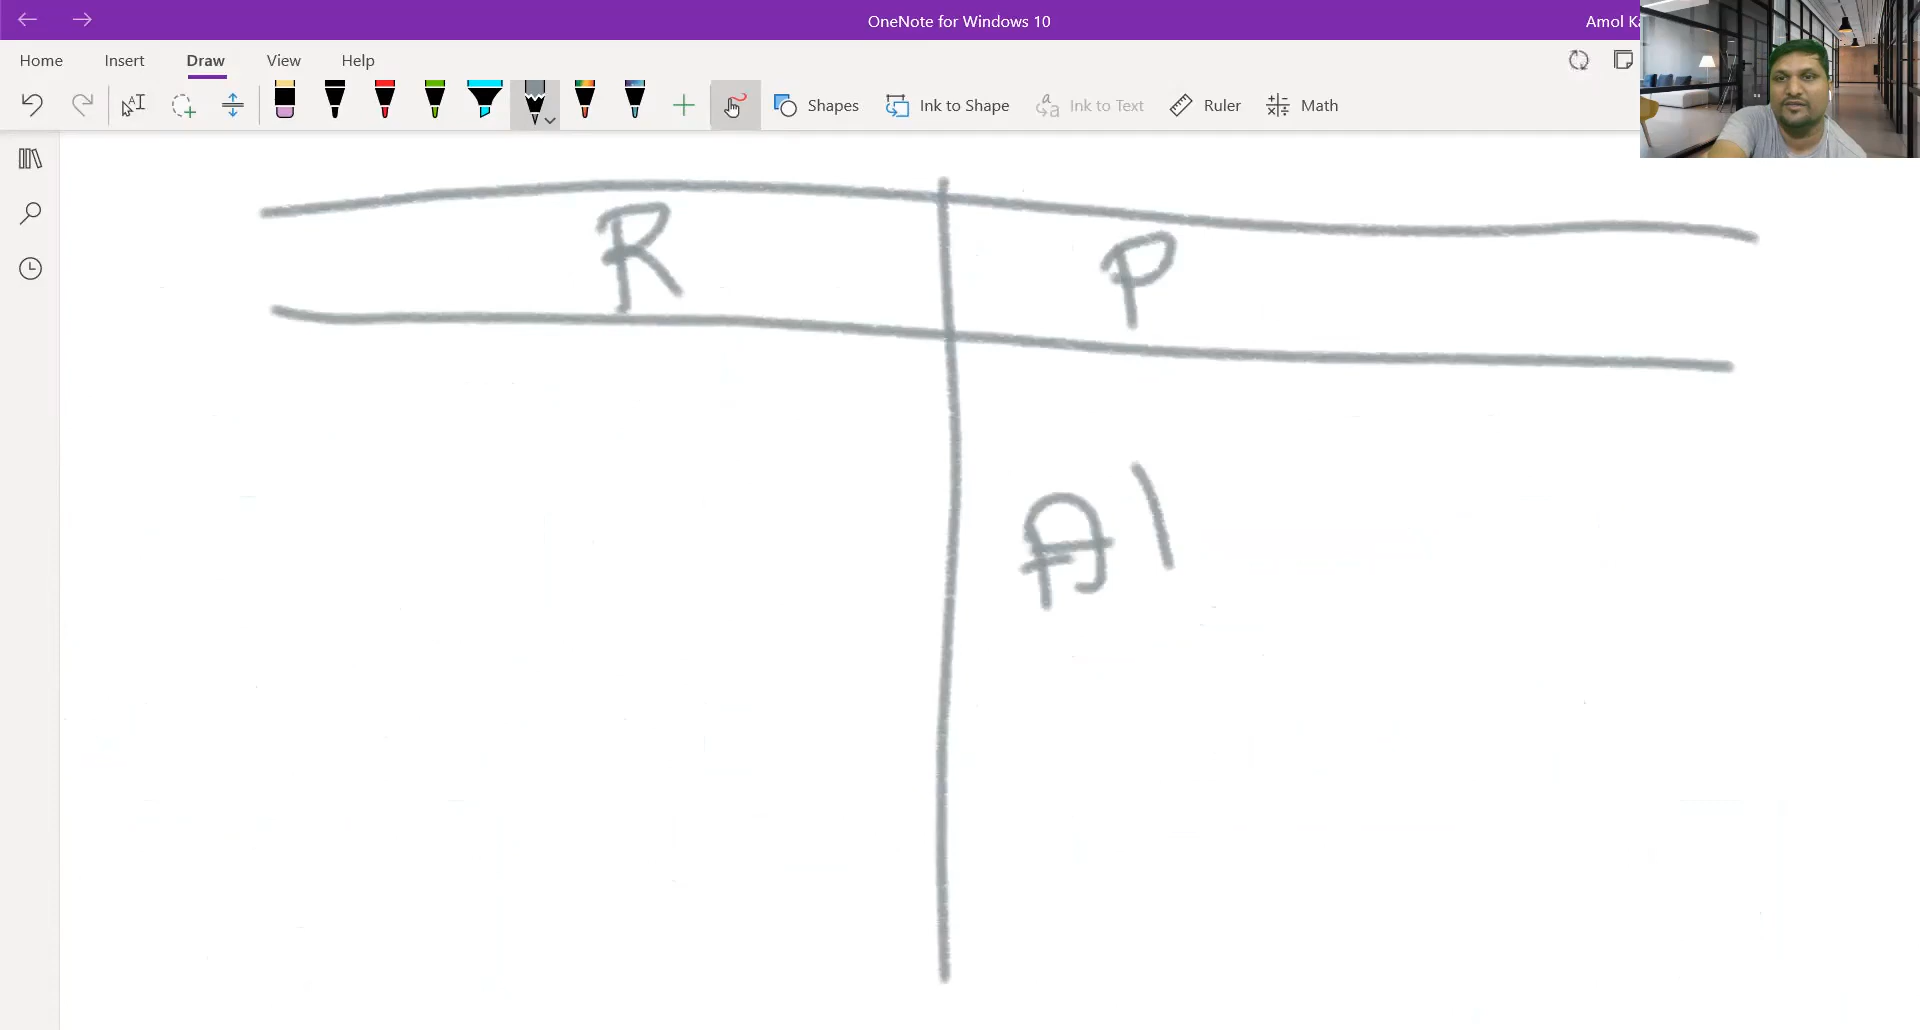 OneNote for Windows 10
Amol Ka
Home Insert Draw View Help
Shapes Ink to Shape Ink to Text Ruler Math
R P
A\